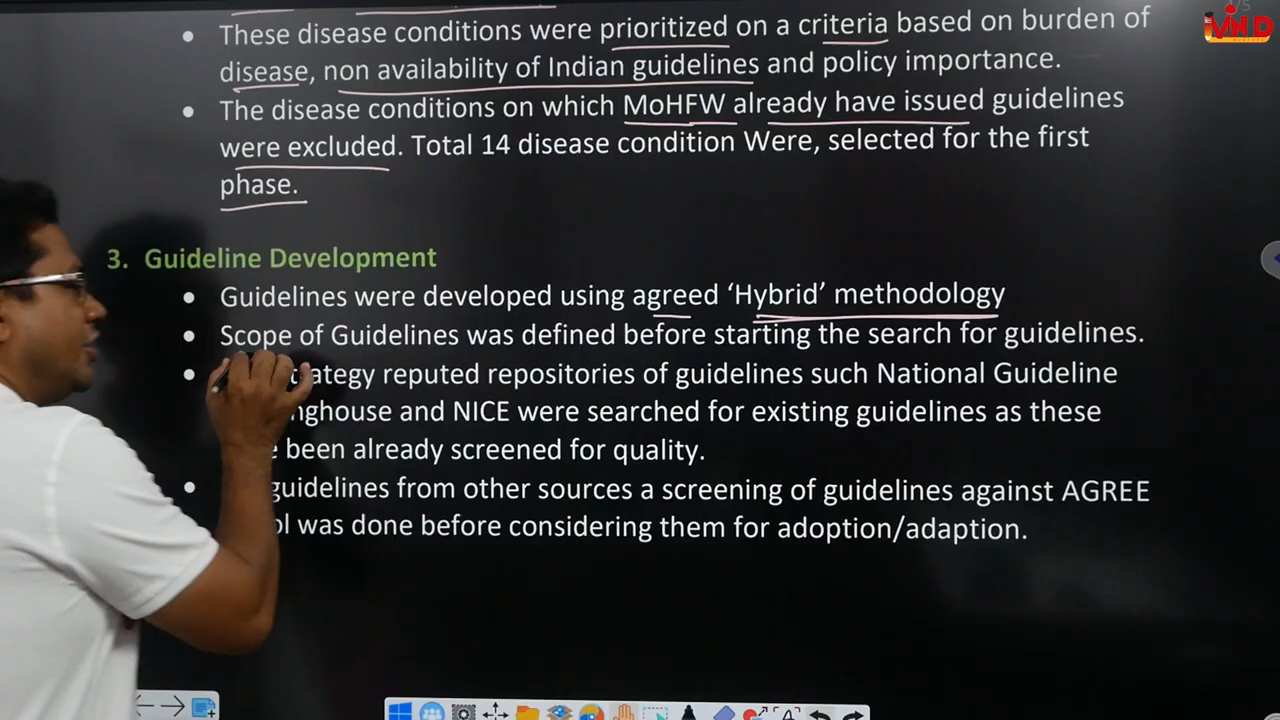 /5
VIN D
• These disease conditions were prioritized on a criteria based on burden of
disease, non availability of Indian guidelines and policy importance.
• The disease conditions on which MoHFW already have issued guidelines
were excluded. Total 14 disease condition Were, selected for the first
phase.
3. Guideline Development
• Guidelines were developed using agreed ‘Hybrid’ methodology
• Scope of Guidelines was defined before starting the search for guidelines.
• reputed repositories of guidelines such National Guideline
and NICE were searched for existing guidelines as these
been already screened for quality.
• guidelines from other sources a screening of guidelines against AGREE
was done before considering them for adoption/adaption.